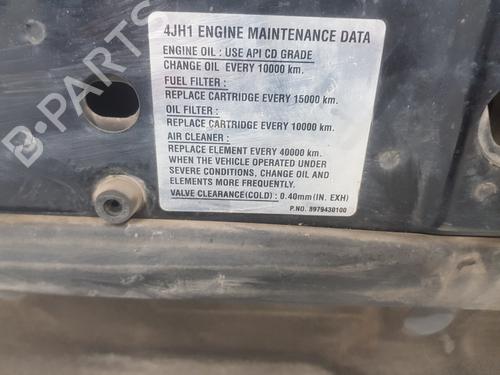 4JH1 ENGINE MAINTENANCE DATA
ENGINE OIL : USE API CD GRADE
CHANGE OIL EVERY 10000 km.
FUEL FILTER :
REPLACE CARTRIDGE EVERY 15000 km.
OIL FILTER :
REPLACE CARTRIDGE EVERY 10000 km.
AIR CLEANER :
REPLACE ELEMENT EVERY 40000 km.
WHEN THE VEHICLE OPERATED UNDER
SEVERE CONDITIONS, CHANGE OIL AND
ELEMENTS MORE FREQUENTLY.
VALVE CLEARANCE(COLD) : 0.40mm(IN. EXH)
P.NO. 8979430100
B-PARTS